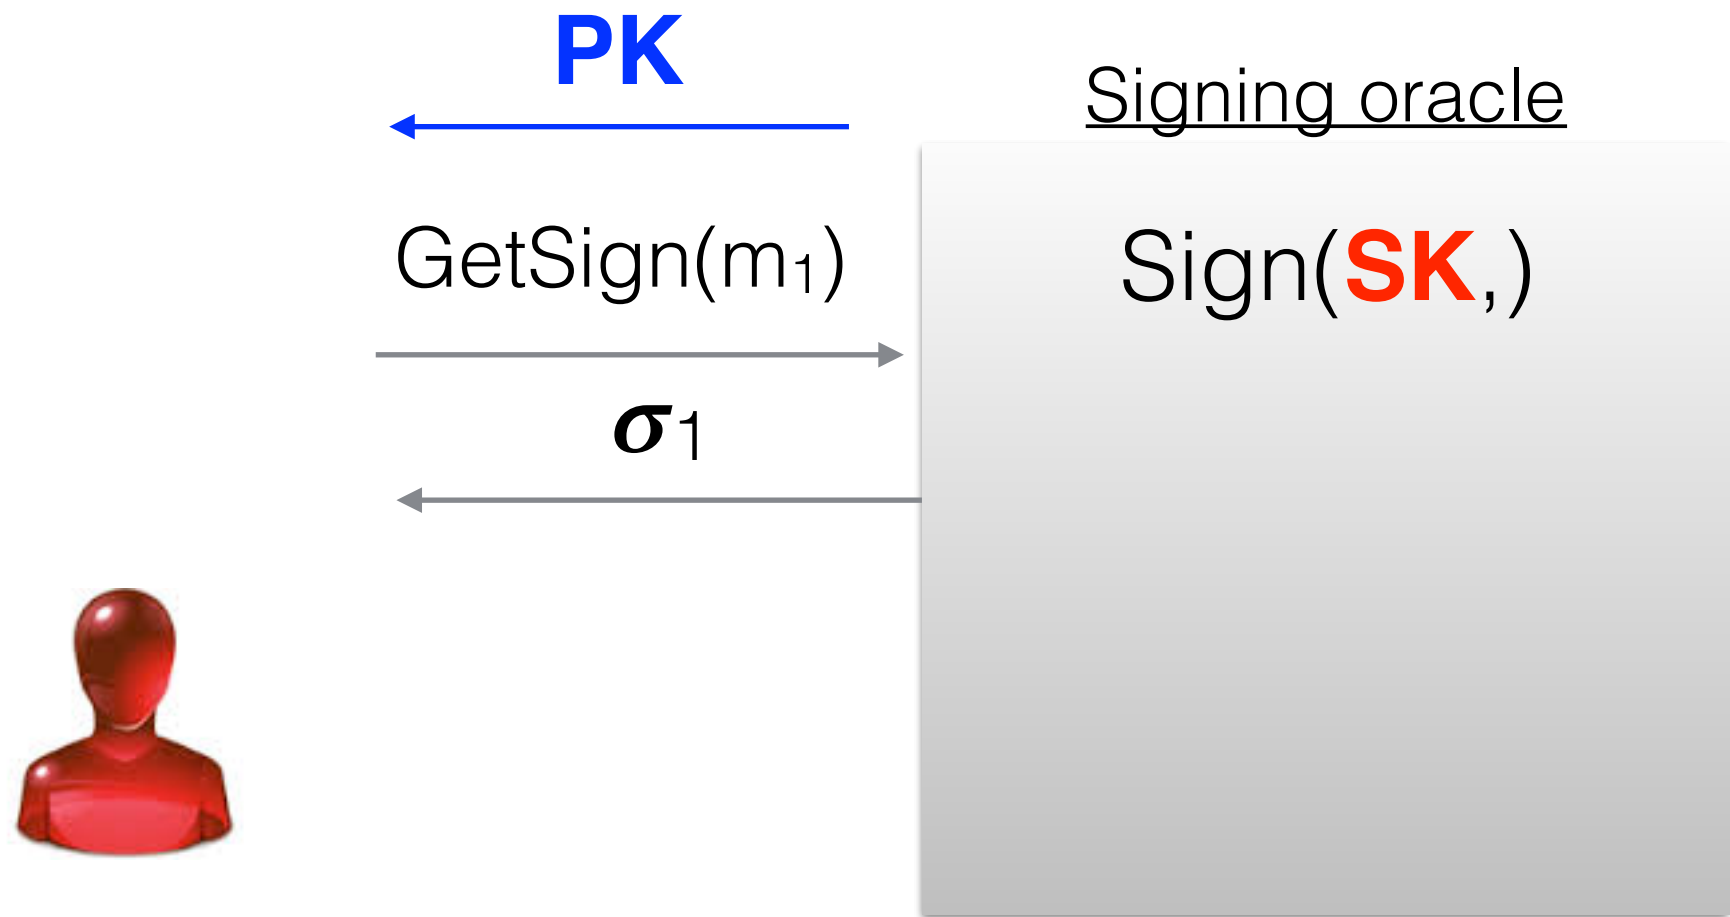 PK
Signing oracle
GetSign(m₁)
Sign(SK,)
σ₁